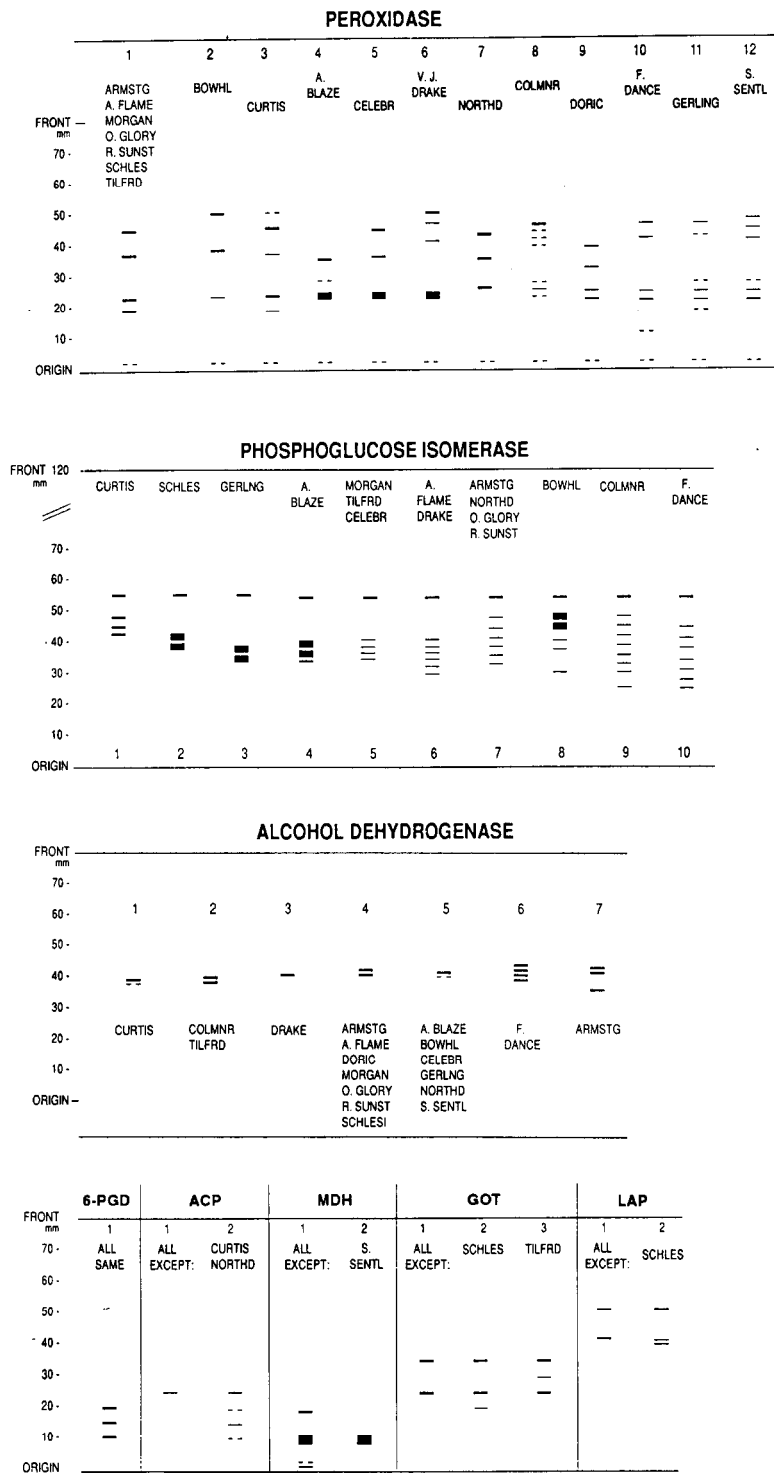 PEROXIDASE
1 2 3 4 5 6 7 8 9 10 11 12
ARMSTG
A. FLAME
MORGAN
O. GLORY
R. SUNST
SCHLES
TILFRD
BOWHL
CURTIS
A.
BLAZE
CELEBR
V. J.
DRAKE
NORTHD
COLMNR
DORIC
F.
DANCE
GERLING
S.
SENTL
FRONT
mm
70 -
60 -
50 -
40 -
30 -
20 -
10 -
ORIGIN
PHOSPHOGLUCOSE ISOMERASE
FRONT 120
mm
CURTIS
SCHLES
GERLNG
A.
BLAZE
MORGAN
TILFRD
CELEBR
A.
FLAME
DRAKE
ARMSTG
NORTHD
O. GLORY
R. SUNST
BOWHL
COLMNR
F.
DANCE
70 -
60 -
50 -
40 -
30 -
20 -
10 -
ORIGIN
1 2 3 4 5 6 7 8 9 10
ALCOHOL DEHYDROGENASE
FRONT
mm
70 -
60 -
50 -
40 -
30 -
20 -
10 -
ORIGIN
1 2 3 4 5 6 7
CURTIS
COLMNR
TILFRD
DRAKE
ARMSTG
A. FLAME
DORIC
MORGAN
O. GLORY
R. SUNST
SCHLESI
A. BLAZE
BOWHL
CELEBR
GERLNG
NORTHD
S. SENTL
F.
DANCE
ARMSTG
6-PGD ACP MDH GOT LAP
FRONT
mm
1 1 2 1 2 1 2 3 1 2
ALL
SAME
ALL
EXCEPT:
CURTIS
NORTHD
ALL
EXCEPT:
S.
SENTL
ALL
EXCEPT:
SCHLES
TILFRD
ALL
EXCEPT:
SCHLES
70 -
60 -
50 -
40 -
30 -
20 -
10 -
ORIGIN